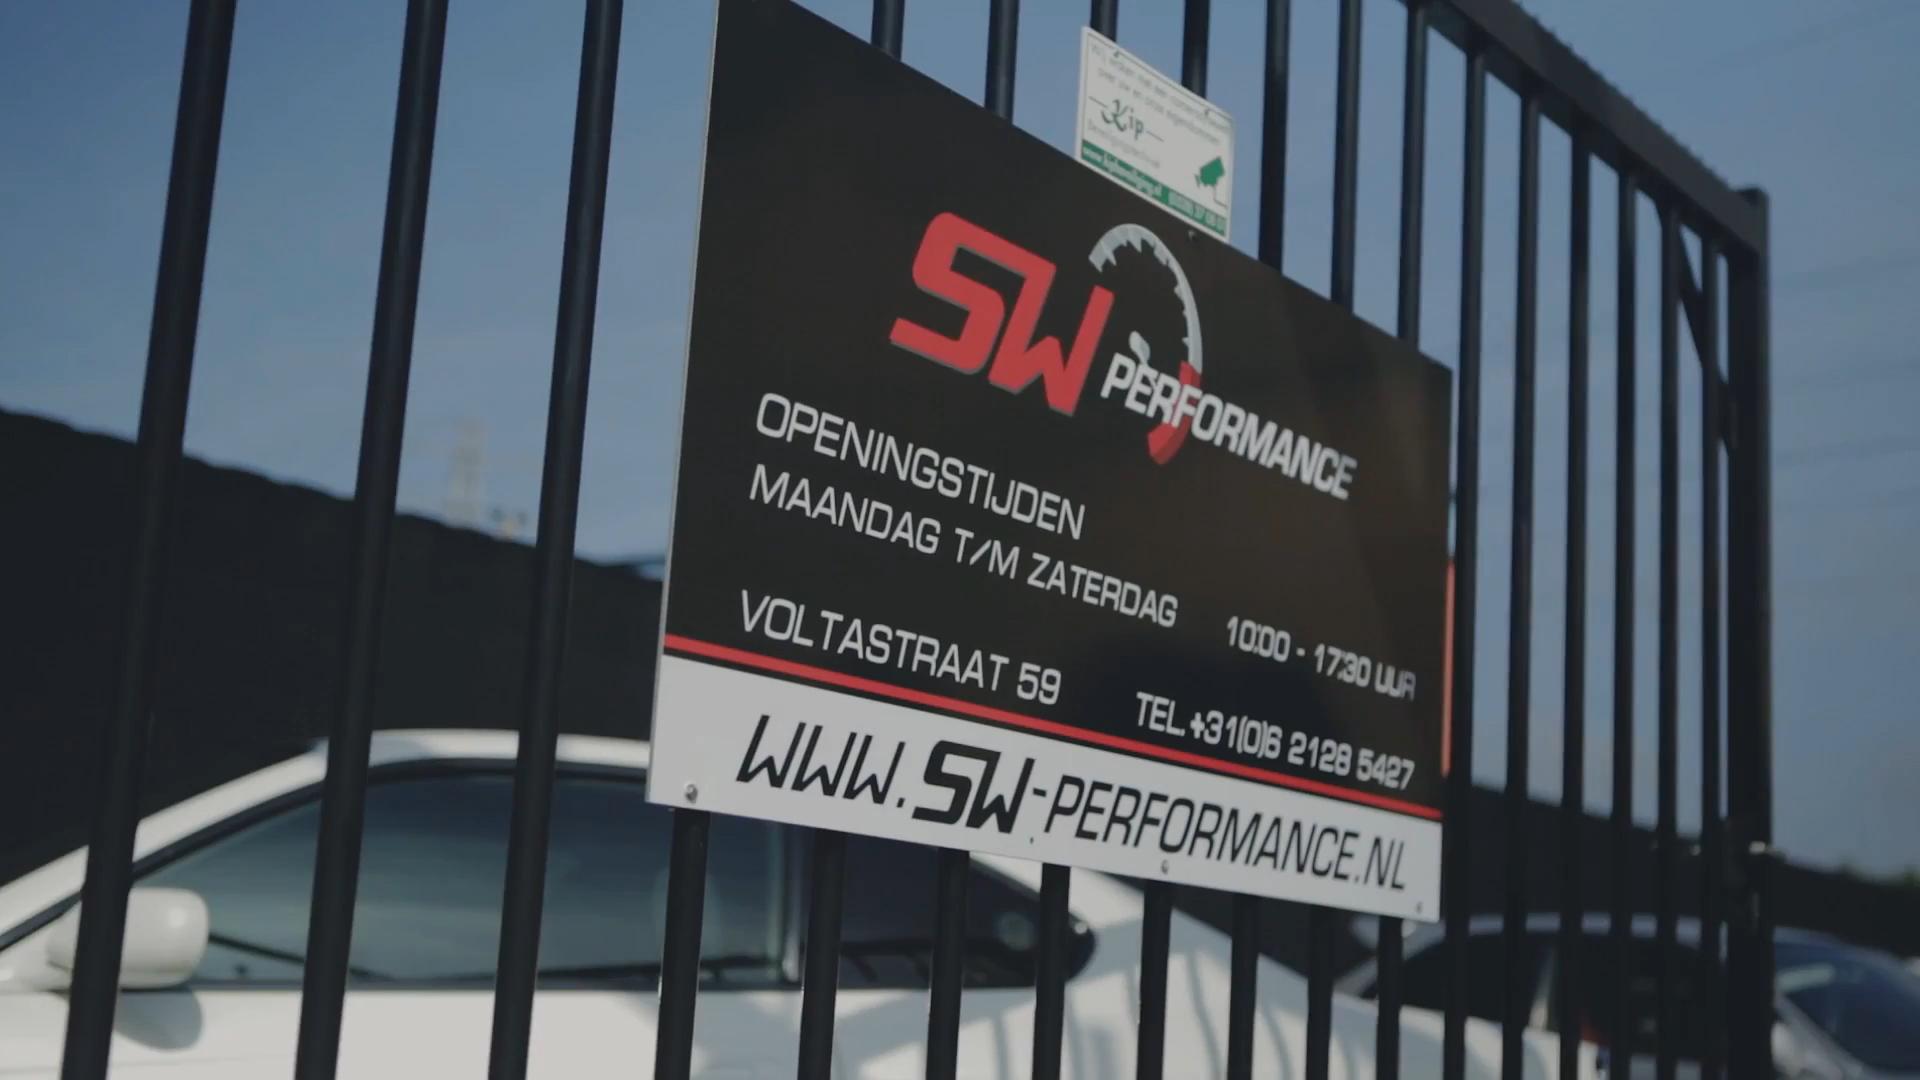 Kip
SW
PERFORMANCE
OPENINGSTIJDEN
MAANDAG T/M ZATERDAG 10:00 - 17:30 UUR
VOLTASTRAAT 59 TEL.+31(0)6 2128 5427
WWW.SW-PERFORMANCE.NL